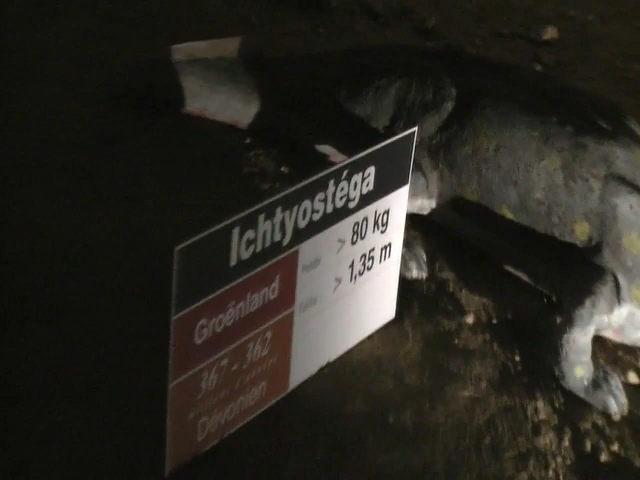 Ichtyostéga
Groënland
367 - 362
Dévonien
Poids > 80 kg
Taille > 1,35 m